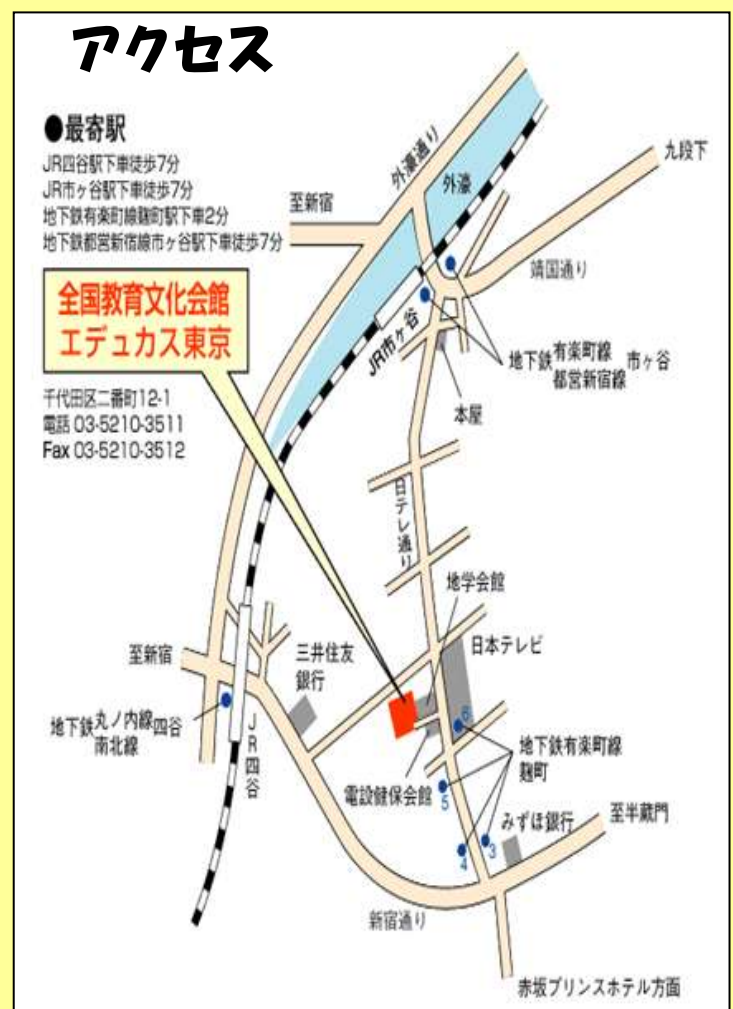 アクセス
●最寄駅
JR四谷駅下車徒歩7分
JR市ヶ谷駅下車徒歩7分
地下鉄有楽町線麹町駅下車2分
地下鉄都営新宿線市ヶ谷駅下車徒歩7分
全国教育文化会館
エデュカス東京
千代田区二番町12-1
電話 03-5210-3511
Fax 03-5210-3512
外濠通り
外濠
九段下
至新宿
靖国通り
JR市ヶ谷
地下鉄 有楽町線 市ヶ谷
都営新宿線
本屋
日テレ通り
地学会館
日本テレビ
三井住友
銀行
至新宿
地下鉄 丸ノ内線 四谷
南北線
JR四谷
6
地下鉄有楽町線
麹町
電設健保会館
5
みずほ銀行
至半蔵門
3
4
新宿通り
赤坂プリンスホテル方面